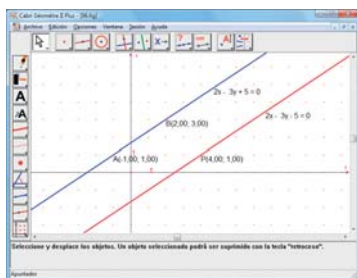 Cabri Géomètre II Plus - [96.fig]
Archivo Edición Opciones Ventana Sesión Ayuda
2x - 3y + 5 = 0
2x - 3y - 5 = 0
B(2,00; 3,00)
A(-1,00; 1,00)
P(4,00; 1,00)
Seleccione y desplace los objetos. Un objeto seleccionado podrá ser suprimido con la tecla "retroceso".
Apuntador